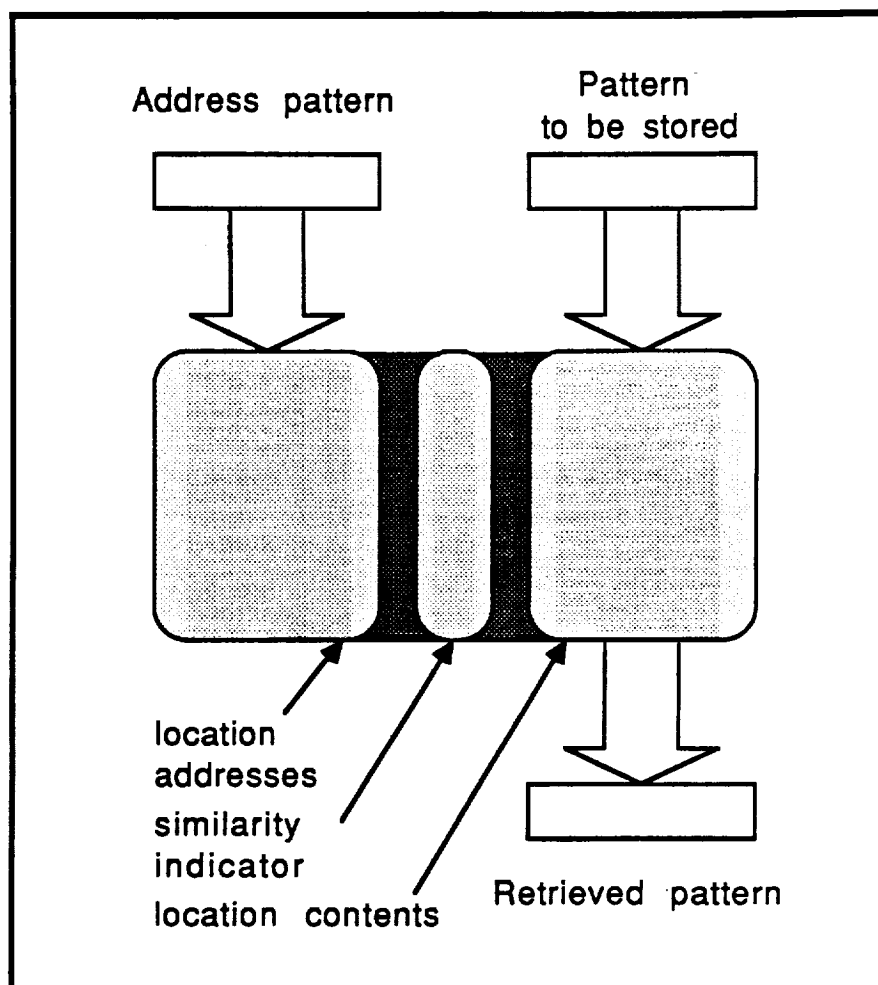 Address pattern
Pattern
to be stored
location
addresses
similarity
indicator
location contents
Retrieved pattern